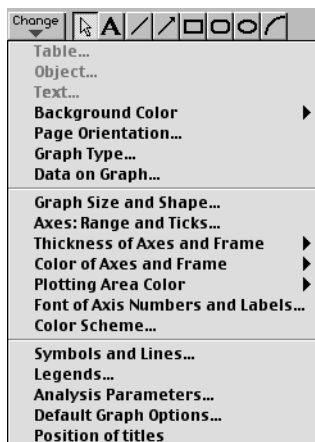 Change A
Table...
Object...
Text...
Background Color
Page Orientation...
Graph Type...
Data on Graph...
Graph Size and Shape...
Axes: Range and Ticks...
Thickness of Axes and Frame
Color of Axes and Frame
Plotting Area Color
Font of Axis Numbers and Labels...
Color Scheme...
Symbols and Lines...
Legends...
Analysis Parameters...
Default Graph Options...
Position of titles